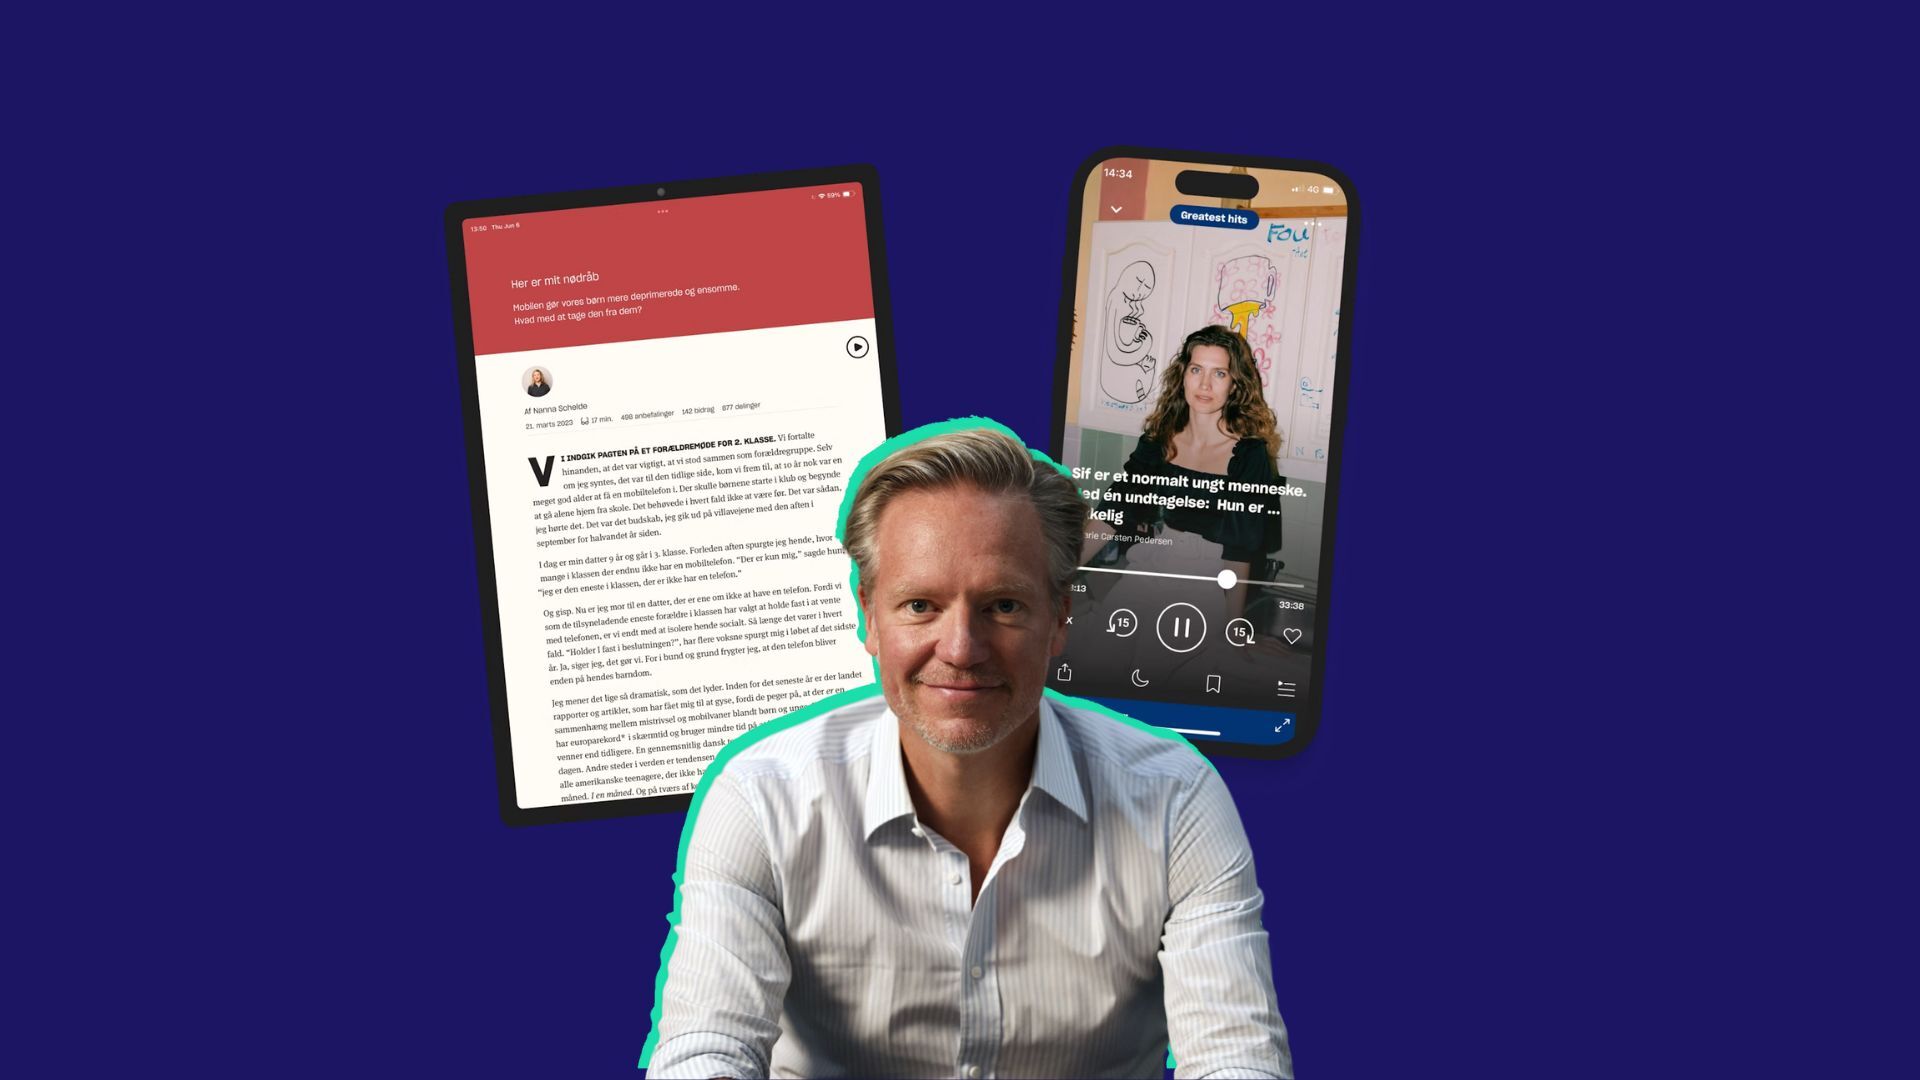 13:50 Thu Jun 6
59%
Her er mit nødråb
Mobilen gør vores børn mere deprimerede og ensomme.
Hvad med at tage den fra dem?
Af Nanna Schelde
21. marts 2023 17 min. 498 anbefalinger 142 bidrag 677 delinger
VI INDGIK PAGTEN PÅ ET FORÆLDREMØDE FOR 2. KLASSE. Vi fortalte
hinanden, at det var vigtigt, at vi stod sammen som forældregruppe. Selv
om jeg syntes, det var til den tidlige side, kom vi frem til, at 10 år nok var en
meget god alder at få en mobiltelefon i. Der skulle børnene starte i klub og begynde
at gå alene hjem fra skole. Det behøvede i hvert fald ikke at være før. Det var sådan,
jeg hørte det. Det var det budskab, jeg gik ud på villavejene med den aften i
september for halvandet år siden.
I dag er min datter 9 år og går i 3. klasse. Forleden aften spurgte jeg hende, hvor
mange i klassen der endnu ikke har en mobiltelefon. "Der er kun mig," sagde hun,
"jeg er den eneste i klassen, der er ikke har en telefon."
Og gisp. Nu er jeg mor til en datter, der er ene om ikke at have en telefon. Fordi vi
som de tilsyneladende eneste forældre i klassen har valgt at holde fast i at vente
med telefonen, er vi endt med at isolere hende socialt. Så længe det varer i hvert
fald. "Holder I fast i beslutningen?", har flere voksne spurgt mig i løbet af det sidste
år. Ja, siger jeg, det gør vi. For i bund og grund frygter jeg, at den telefon bliver
enden på hendes barndom.
Jeg mener det lige så dramatisk, som det lyder. Inden for det seneste år er der landet
rapporter og artikler, som har fået mig til at gyse, fordi de peger på, at der er en
sammenhæng mellem mistrivsel og mobilvaner blandt børn og unge
har europarekord* i skærmtid og bruger mindre tid på
venner end tidligere. En gennemsnitlig dansk
dagen. Andre steder i verden er tendensen
alle amerikanske teenagere, der ikke
måned. I en måned. Og på tværs af
14:34
4G
Greatest hits
Fou
Sif er et normalt ungt menneske.
ed én undtagelse: Hun er ...
kelig
rie Carsten Pedersen
:13
33:38
x 15 15